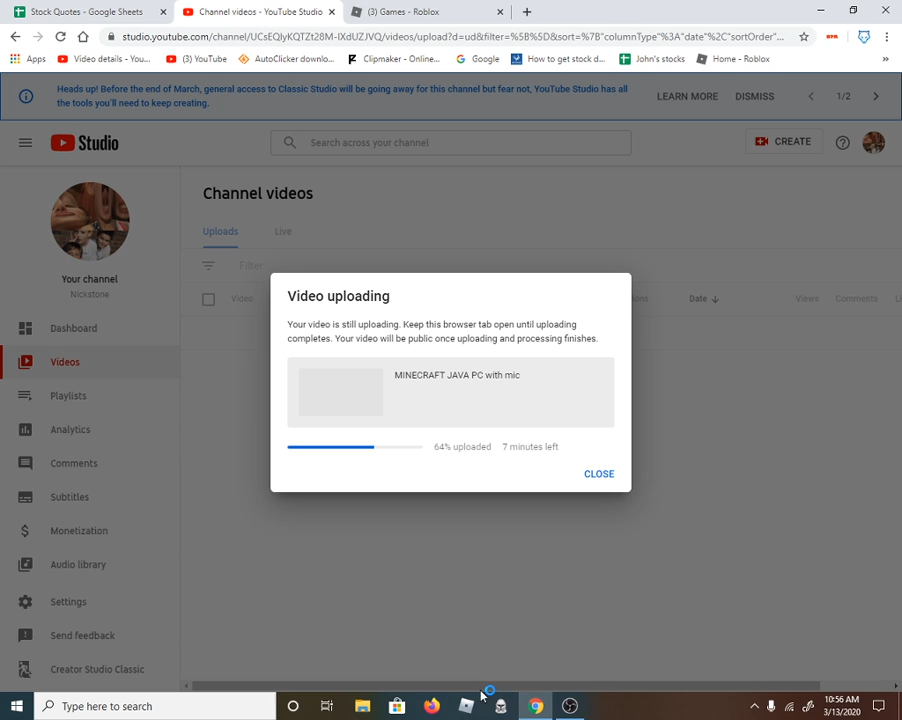 Stock Quotes - Google Sheets
Channel videos - YouTube Studio
(3) Games - Roblox
studio.youtube.com/channel/UCsEQIyKQTZt28M-IXdUZJVQ/videos/upload?d=ud&filter=%5B%5D&sort=%7B"columnType"%3A"date"%2C"sortOrder"...
Apps
Video details - You...
(3) YouTube
AutoClicker downlo...
Clipmaker - Online...
Google
How to get stock d...
John's stocks
Home - Roblox
»
Heads up! Before the end of March, general access to Classic Studio will be going away for this channel but fear not, YouTube Studio has all
the tools you'll need to keep creating.
LEARN MORE
DISMISS
1/2
Studio
Search across your channel
CREATE
Your channel
Nickstone
Dashboard
Videos
Playlists
Analytics
Comments
Subtitles
Monetization
Audio library
Settings
Send feedback
Creator Studio Classic
Channel videos
Uploads
Live
Filter
Video
Date
Views
Comments
Video uploading
Your video is still uploading. Keep this browser tab open until uploading
completes. Your video will be public once uploading and processing finishes.
MINECRAFT JAVA PC with mic
64% uploaded
7 minutes left
CLOSE
Type here to search
10:56 AM
3/13/2020